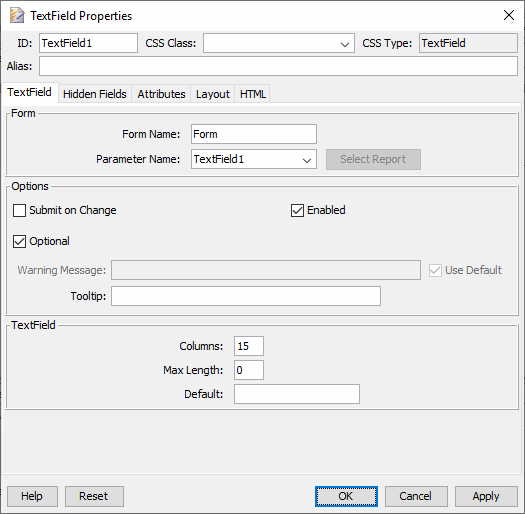 TextField Properties
ID: TextField1 CSS Class: CSS Type: TextField
Alias:
TextField Hidden Fields Attributes Layout HTML
Form
Form Name: Form
Parameter Name: TextField1 Select Report
Options
Submit on Change Enabled
Optional
Warning Message: Use Default
Tooltip:
TextField
Columns: 15
Max Length: 0
Default:
Help Reset OK Cancel Apply